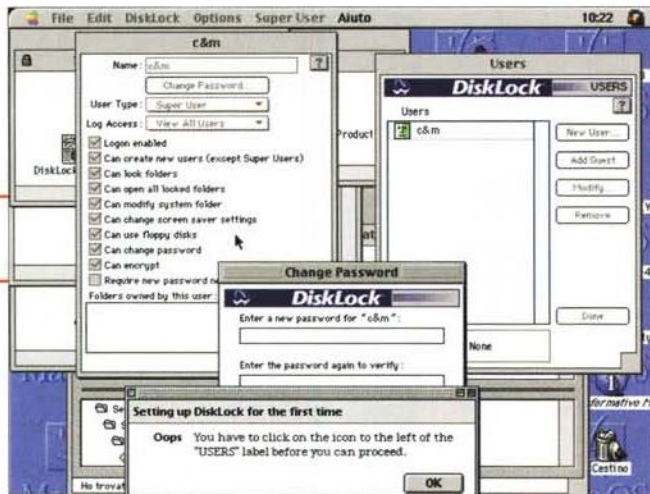 File Edit DiskLock Options Super User Aiuto 10:22
c&m
Name: c&m
Change Password...
User Type: Super User
Log Access: View All Users
Logon enabled
Can create new users (except Super Users)
Can lock folders
Can open all locked folders
Can modify system folder
Can change screen saver settings
Can use floppy disks
Can change password
Can encrypt
Require new password ne
Folders owned by this user:
DiskLock
Product
Users
DiskLock USERS
Users
c&m
New User...
Add Guest
Modify...
Remove
Done
None
Change Password
DiskLock
Enter a new password for "c&m":
Enter the password again to verify:
Setting up DiskLock for the first time
Oops You have to click on the icon to the left of the
"USERS" label before you can proceed.
OK
Cestino
Ho trovat